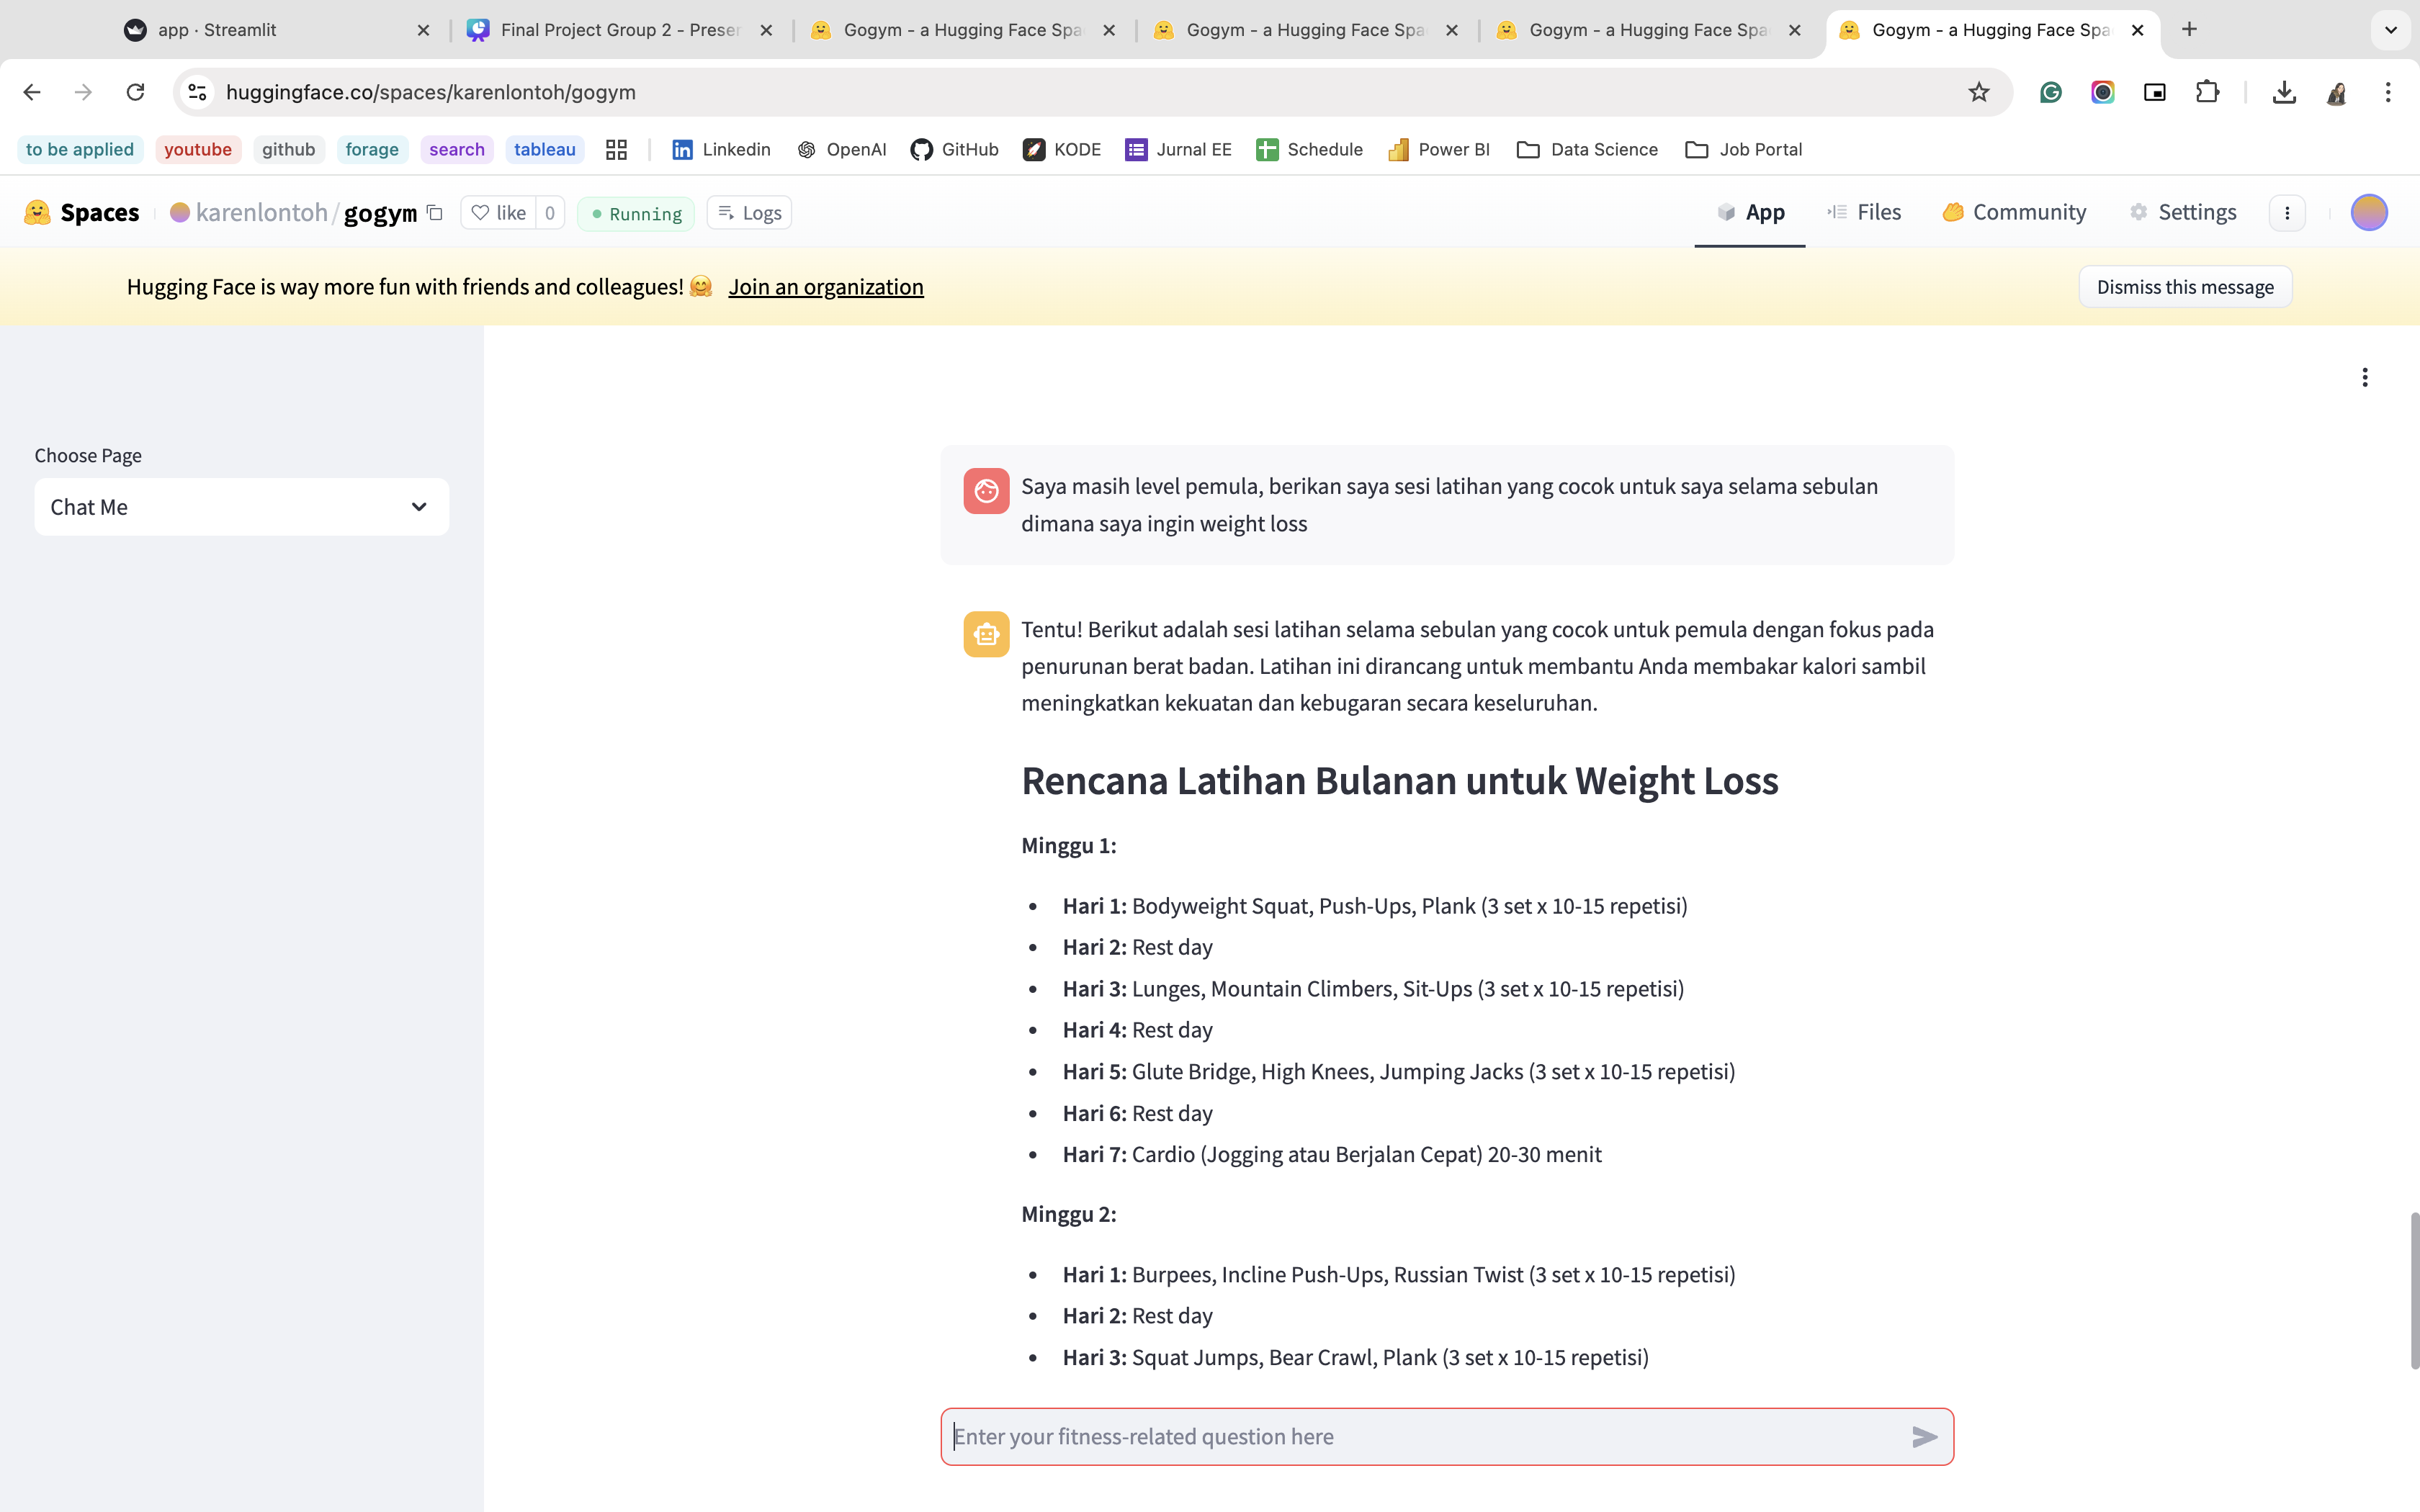 app · Streamlit
Final Project Group 2 - Preser
Gogym - a Hugging Face Spa
Gogym - a Hugging Face Spa
Gogym - a Hugging Face Spa
Gogym - a Hugging Face Spa
huggingface.co/spaces/karenlontoh/gogym
to be applied
youtube
github
forage
search
tableau
Linkedin
OpenAI
GitHub
KODE
Jurnal EE
Schedule
Power BI
Data Science
Job Portal
Spaces
karenlontoh/gogym
like 0
Running
Logs
App
Files
Community
Settings
Hugging Face is way more fun with friends and colleagues! 🤗 Join an organization
Dismiss this message
Choose Page
Chat Me
Saya masih level pemula, berikan saya sesi latihan yang cocok untuk saya selama sebulan
dimana saya ingin weight loss
Tentu! Berikut adalah sesi latihan selama sebulan yang cocok untuk pemula dengan fokus pada
penurunan berat badan. Latihan ini dirancang untuk membantu Anda membakar kalori sambil
meningkatkan kekuatan dan kebugaran secara keseluruhan.
Rencana Latihan Bulanan untuk Weight Loss
Minggu 1:
• Hari 1: Bodyweight Squat, Push-Ups, Plank (3 set x 10-15 repetisi)
• Hari 2: Rest day
• Hari 3: Lunges, Mountain Climbers, Sit-Ups (3 set x 10-15 repetisi)
• Hari 4: Rest day
• Hari 5: Glute Bridge, High Knees, Jumping Jacks (3 set x 10-15 repetisi)
• Hari 6: Rest day
• Hari 7: Cardio (Jogging atau Berjalan Cepat) 20-30 menit
Minggu 2:
• Hari 1: Burpees, Incline Push-Ups, Russian Twist (3 set x 10-15 repetisi)
• Hari 2: Rest day
• Hari 3: Squat Jumps, Bear Crawl, Plank (3 set x 10-15 repetisi)
Enter your fitness-related question here